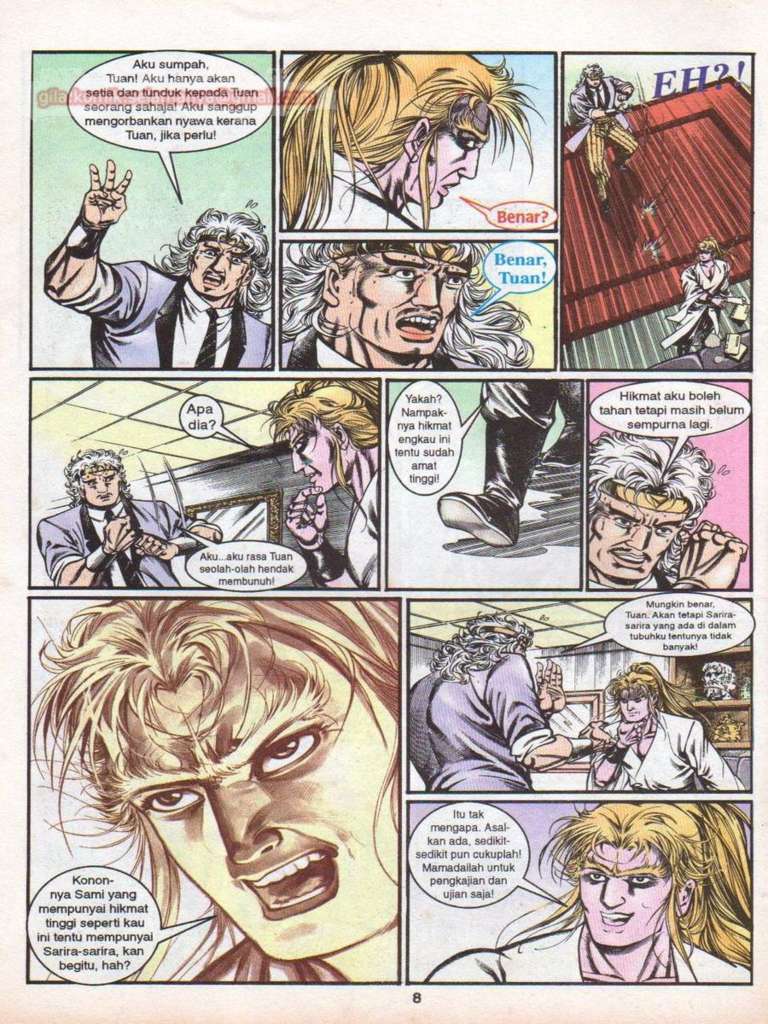 Aku sumpah,
Tuan! Aku hanya akan
setia dan tunduk kepada Tuan
seorang sahaja! Aku sanggup
mengorbankan nyawa kerana
Tuan, jika perlu!
Benar?
Benar,
Tuan!
EH?!
Apa
dia?
Aku...aku rasa Tuan
seolah-olah hendak
membunuh!
Yakah?
Nampak-
nya hikmat
engkau ini
tentu sudah
amat
tinggi!
Hikmat aku boleh
tahan tetapi masih belum
sempurna lagi.
Konon-
nya Sami yang
mempunyai hikmat
tinggi seperti kau
ini tentu mempunyai
Sarira-sarira, kan
begitu, hah?
Mungkin benar,
Tuan. Akan tetapi Sarira-
sarira yang ada di dalam
tubuhku tentunya tidak
banyak!
Itu tak
mengapa. Asal-
kan ada, sedikit-
sedikit pun cukuplah!
Mamadailah untuk
pengkajian dan
ujian saja!
8